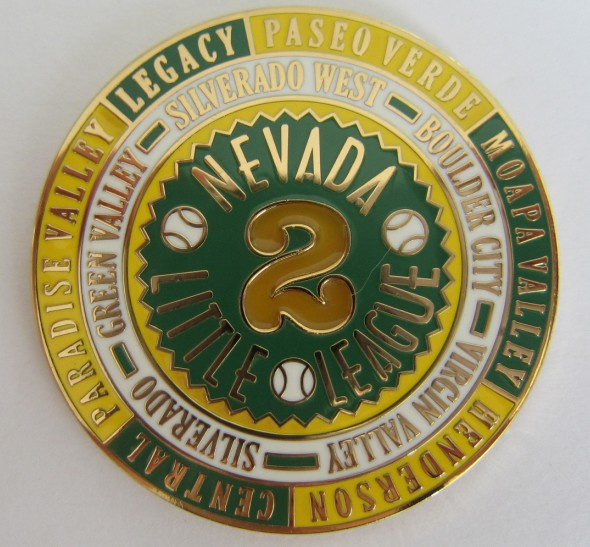 LEGACY
PASEO VERDE
MOAPA VALLEY
HENDERSON
CENTRAL
PARADISE VALLEY
SILVERADO WEST
BOULDER CITY
VIRGIN VALLEY
SILVERADO
GREEN VALLEY
NEVADA
2
LITTLE LEAGUE